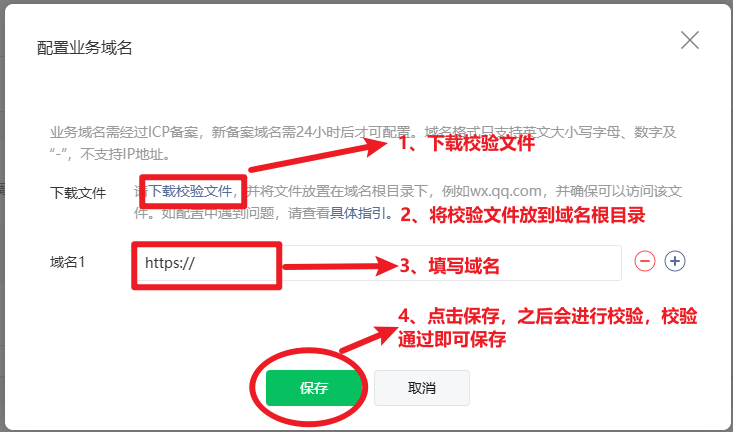 配置业务域名
业务域名需经过ICP备案，新备案域名需24小时后才可配置。域名格式只支持英文大小写字母、数字及
“-”，不支持IP地址。
1、下载校验文件
下载文件
请下载校验文件，并将文件放置在域名根目录下，例如wx.qq.com，并确保可以访问该文
件。如配置中遇到问题，请查看具体指引。
2、将校验文件放到域名根目录
域名1
https://
3、填写域名
4、点击保存，之后会进行校验，校验
通过即可保存
保存
取消